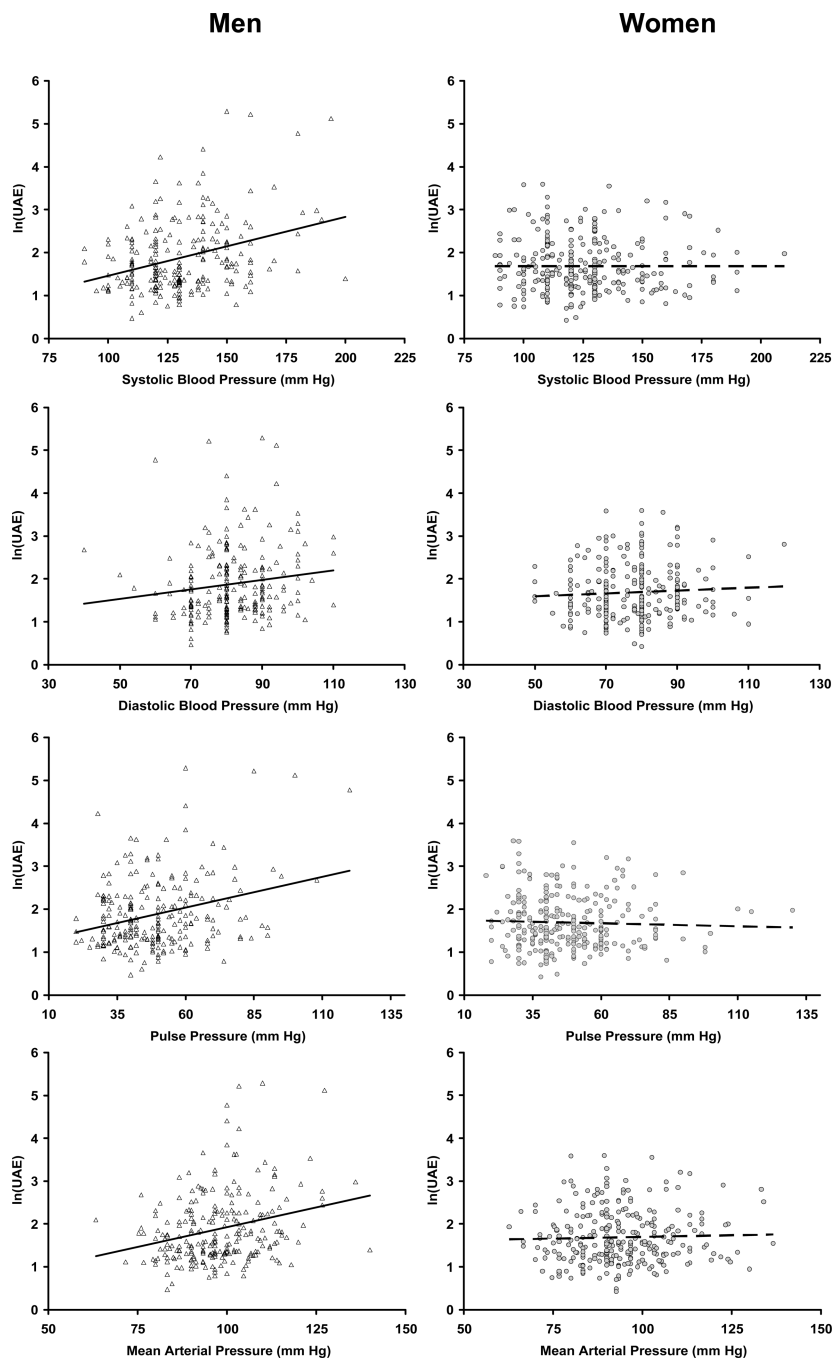 Men
Women
6
5
4
3
2
1
0
ln(UAE)
75 100 125 150 175 200 225
Systolic Blood Pressure (mm Hg)
6
5
4
3
2
1
0
ln(UAE)
75 100 125 150 175 200 225
Systolic Blood Pressure (mm Hg)
6
5
4
3
2
1
0
ln(UAE)
30 50 70 90 110 130
Diastolic Blood Pressure (mm Hg)
6
5
4
3
2
1
0
ln(UAE)
30 50 70 90 110 130
Diastolic Blood Pressure (mm Hg)
6
5
4
3
2
1
0
ln(UAE)
10 35 60 85 110 135
Pulse Pressure (mm Hg)
6
5
4
3
2
1
0
ln(UAE)
10 35 60 85 110 135
Pulse Pressure (mm Hg)
6
5
4
3
2
1
0
ln(UAE)
50 75 100 125 150
Mean Arterial Pressure (mm Hg)
6
5
4
3
2
1
0
ln(UAE)
50 75 100 125 150
Mean Arterial Pressure (mm Hg)